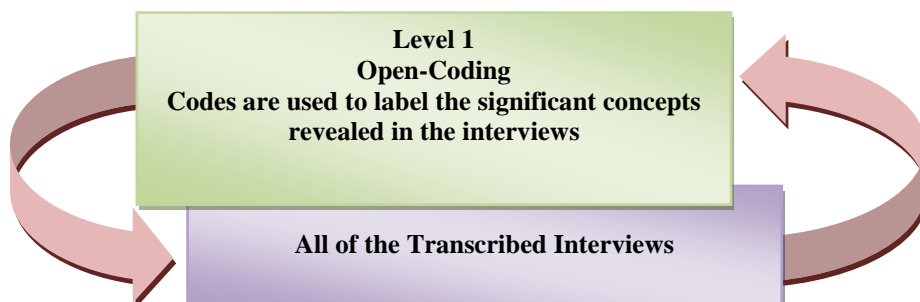 Level 1
Open-Coding
Codes are used to label the significant concepts
revealed in the interviews
All of the Transcribed Interviews